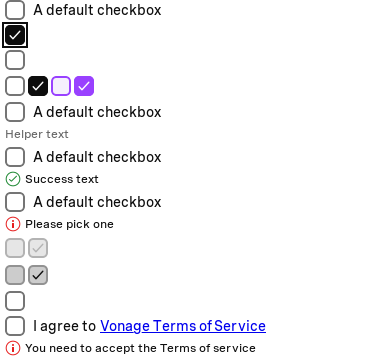 A default checkbox
A default checkbox
Helper text
A default checkbox
Success text
A default checkbox
Please pick one
I agree to Vonage Terms of Service
You need to accept the Terms of service